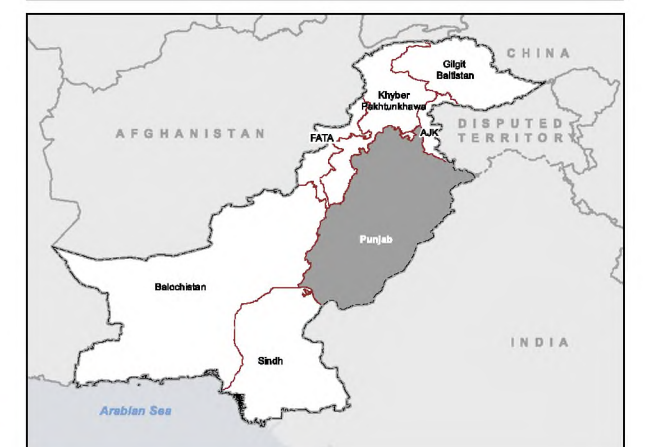 CHINA
Gilgit
Baltistan
Khyber
Pakhtunkhawa
AFGHANISTAN
FATA
AJK
DISPUTED
TERRITORY
Punjab
Balochistan
INDIA
Sindh
Arabian Sea